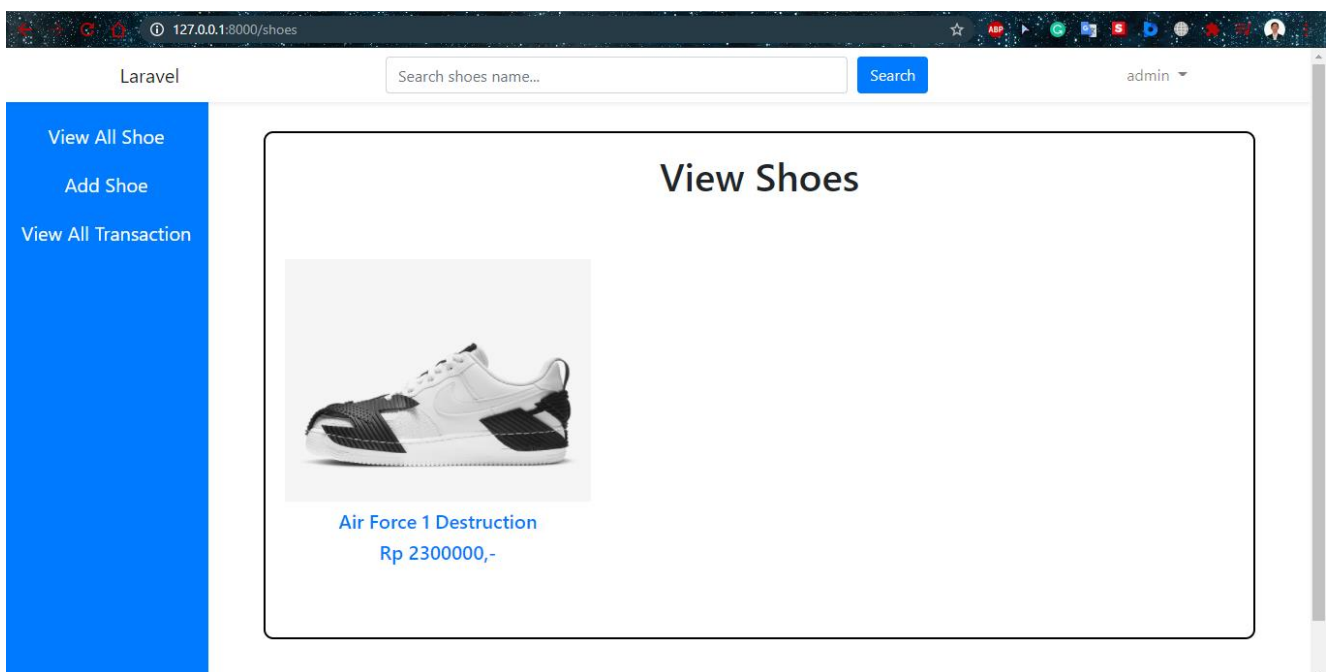 127.0.0.1:8000/shoes
ABP
Laravel
Search shoes name...
Search
admin
View All Shoe
Add Shoe
View All Transaction
View Shoes
Air Force 1 Destruction
Rp 2300000,-